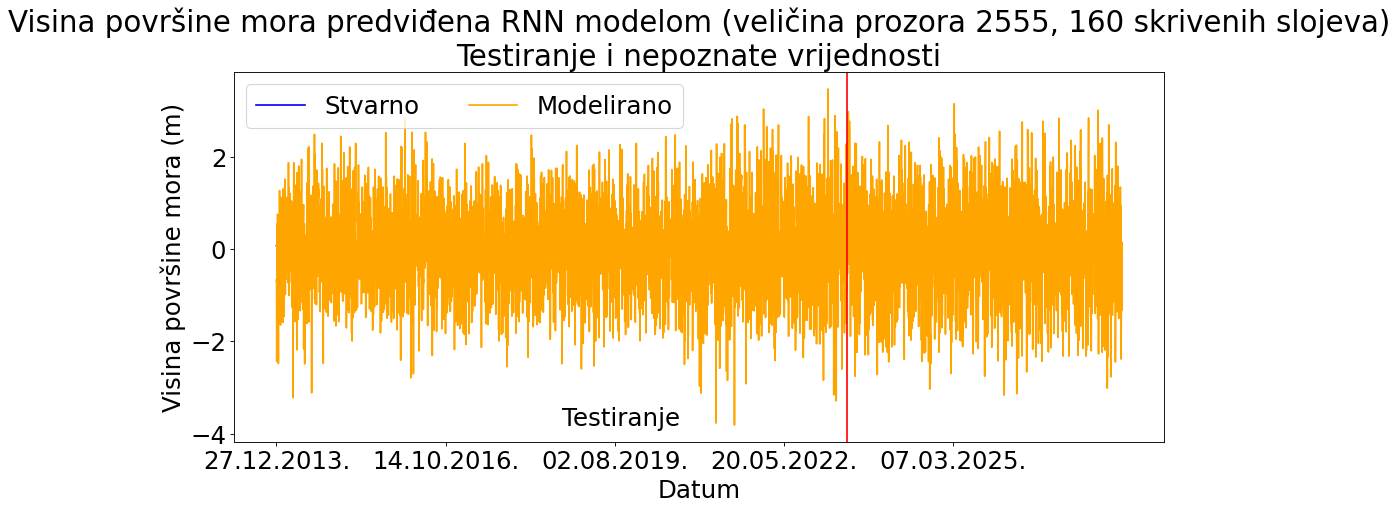 Visina površine mora predviđena RNN modelom (veličina prozora 2555, 160 skrivenih slojeva)
Testiranje i nepoznate vrijednosti
Stvarno Modelirano
Visina površine mora (m)
2
0
−2
−4
Testiranje
27.12.2013. 14.10.2016. 02.08.2019. 20.05.2022. 07.03.2025.
Datum